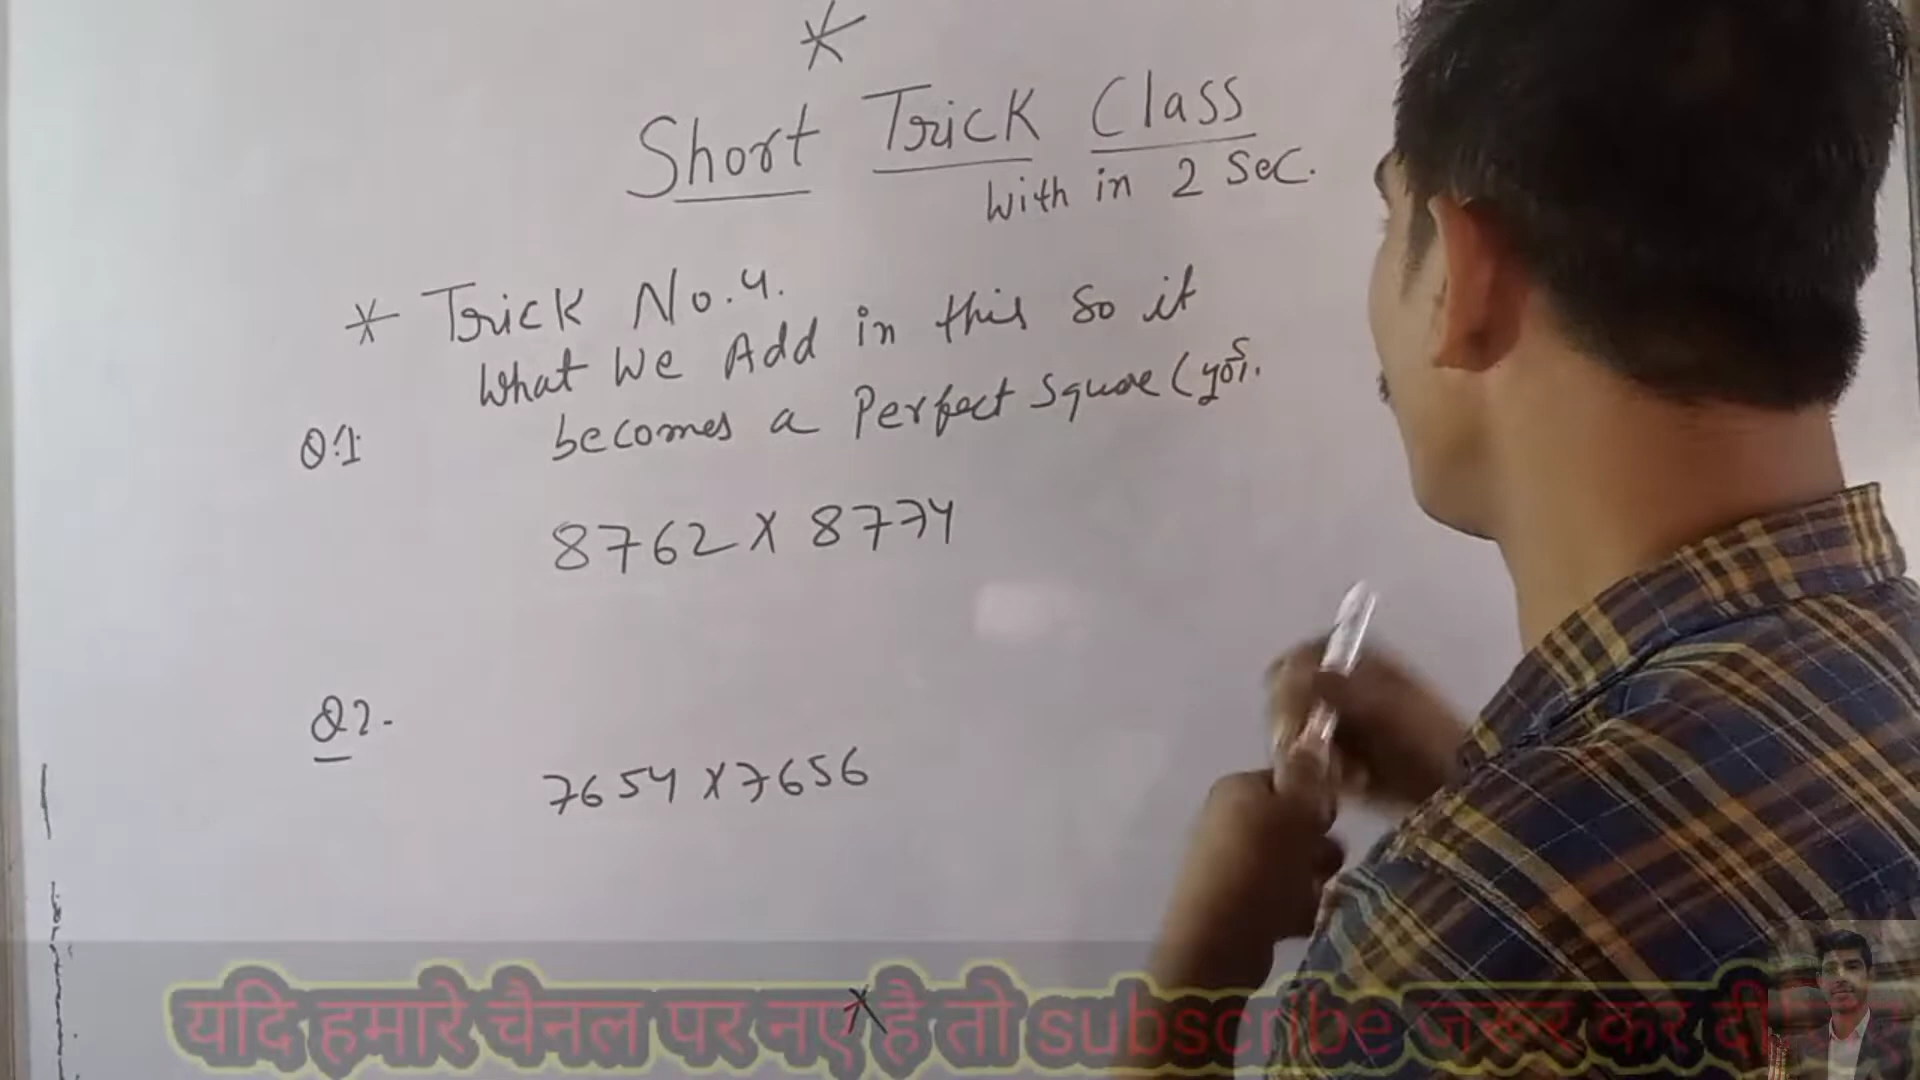 *
Short Trick Class
with in 2 Sec.
* Trick No. 4.
What We Add in this so it
Q.1 becomes a Perfect Square (पूर्ण
8762 X 8774
Q2.
7654 X 7656
यदि हमारे चैनल पर नए है तो subscribe जरूर कर